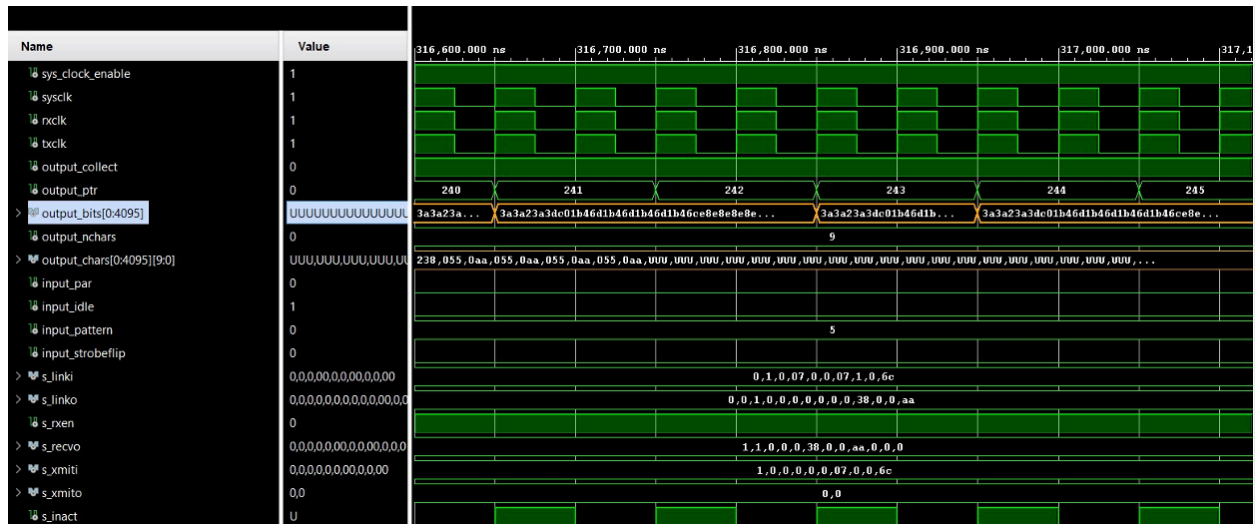 Name Value 316,600.000 ns 316,700.000 ns 316,800.000 ns 316,900.000 ns 317,000.000 ns 317,1
sys_clock_enable 1
sysclk 1
rxclk 1
txclk 1
output_collect 0
output_ptr 0 240 241 242 243 244 245
output_bits[0:4095] UUUUUUUUUUUUUUU 3a3a23a... 3a3a23a3dc01b46d1b46d1b46d1b46ce8e8e8e8e... 3a3a23a3dc01b46d1b... 3a3a23a3dc01b46d1b46d1b46d1b46ce8e...
output_nchars 0 9
output_chars[0:4095][9:0] UUU,UUU,UUU,UUU,UU 238,055,0aa,055,0aa,055,0aa,055,0aa,UUU,UUU,UUU,UUU,UUU,UUU,UUU,UUU,UUU,UUU,UUU,UUU,UUU,UUU,UUU,...
input_par 0
input_idle 1
input_pattern 0 5
input_strobeflip 0
s_linki 0,0,0,00,0,0,00,0,0,00 0,1,0,07,0,0,07,1,0,6c
s_linko 0,0,0,0,0,0,0,0,0,0,00,0,0 0,0,1,0,0,0,0,0,0,0,38,0,0,aa
s_rxen 0
s_recvo 0,0,0,0,0,00,0,0,00,0,0,0 1,1,0,0,0,38,0,0,aa,0,0,0
s_xmiti 0,0,0,0,0,0,00,0,0,00 1,0,0,0,0,0,07,0,0,6c
s_xmito 0,0 0,0
s_inact U